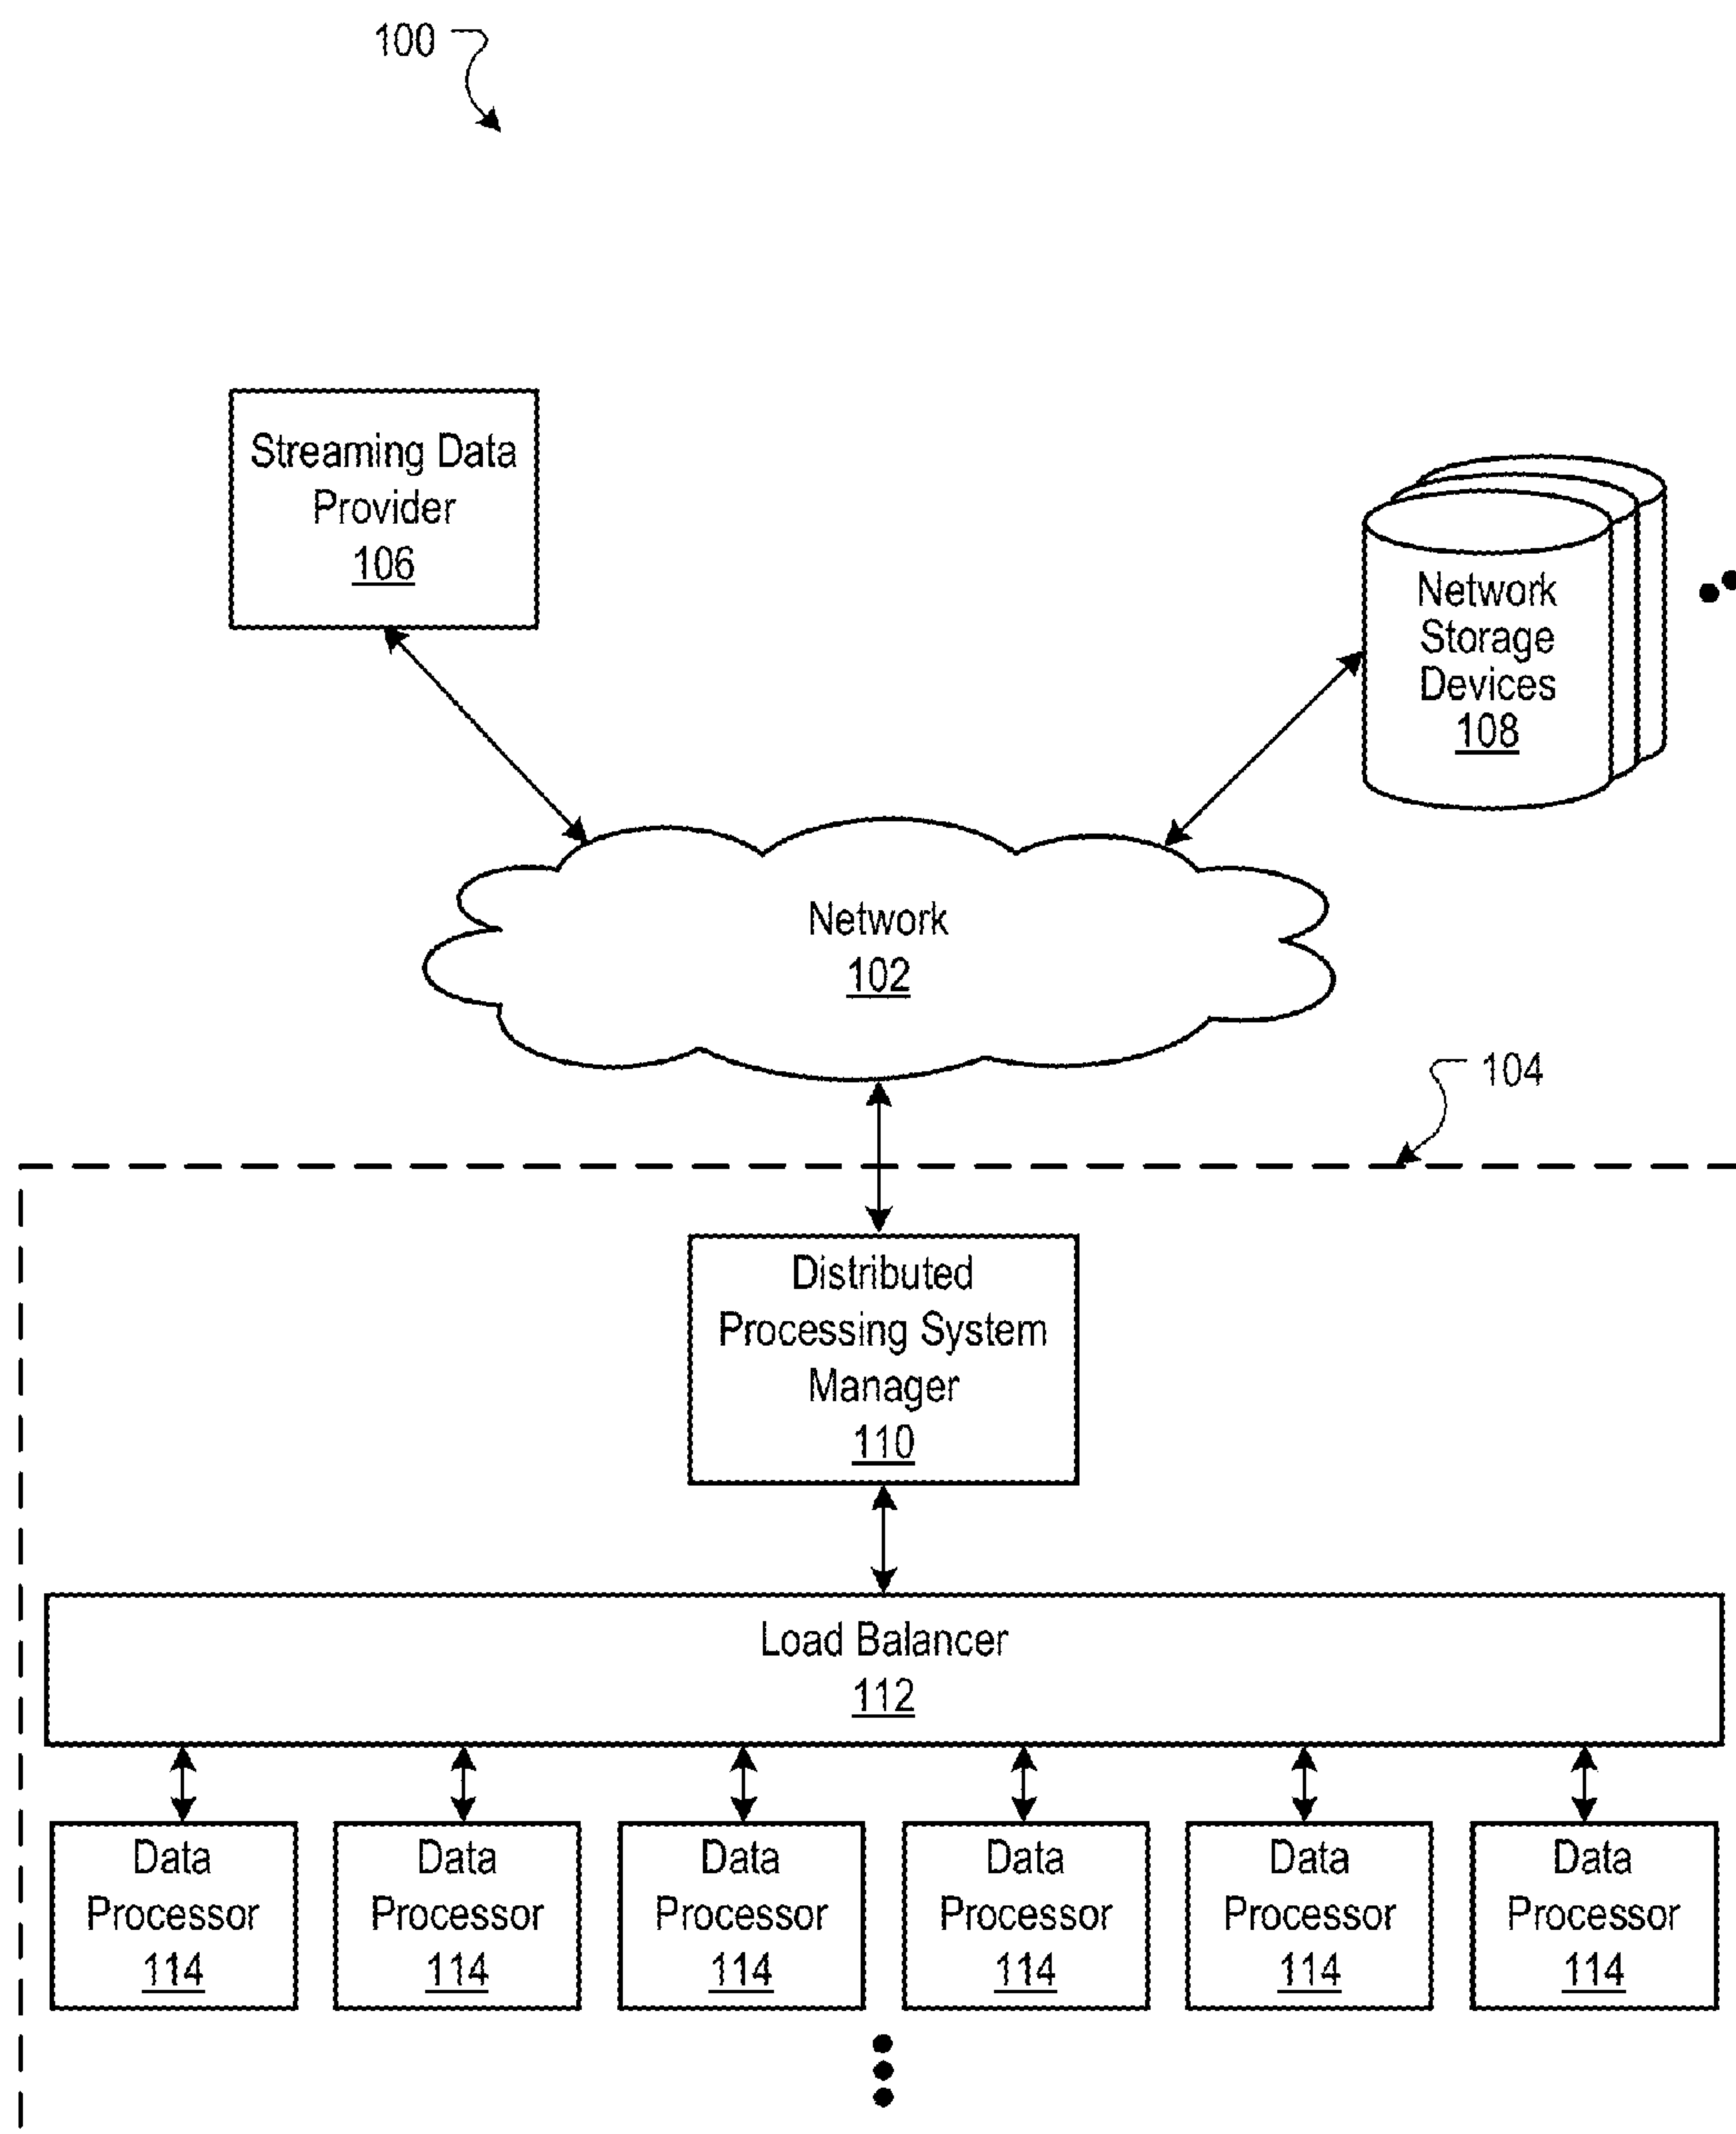 100
Streaming Data
Provider
106
Network
Storage
Devices
108
Network
102
104
Distributed
Processing System
Manager
110
Load Balancer
112
Data
Processor
114
Data
Processor
114
Data
Processor
114
Data
Processor
114
Data
Processor
114
Data
Processor
114